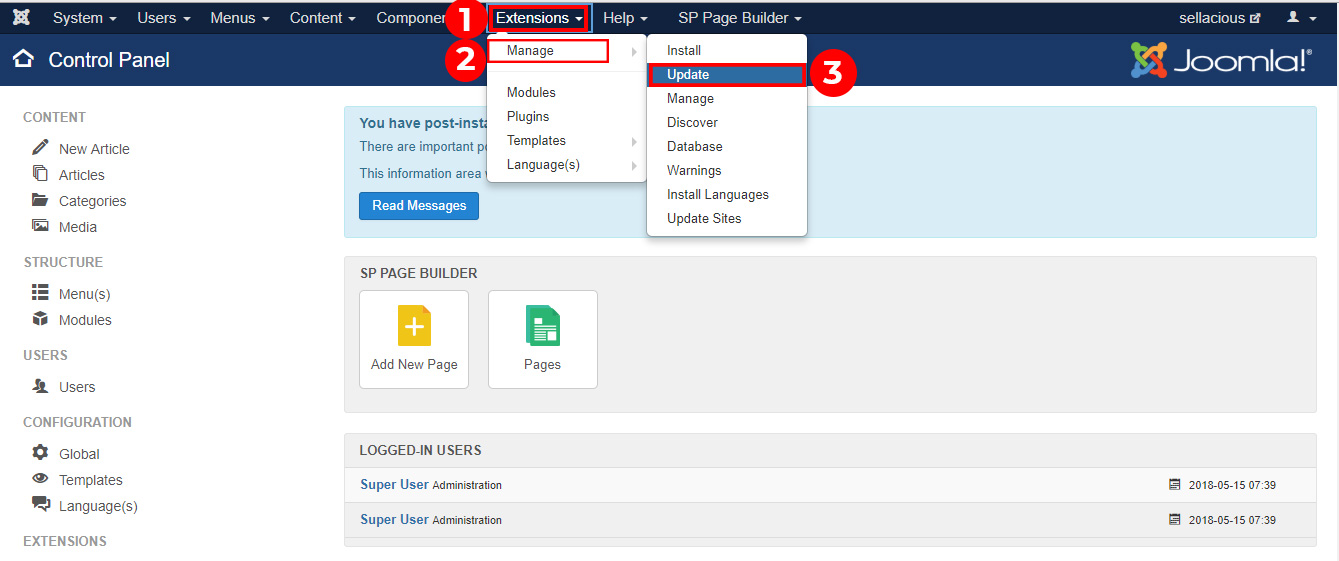 System Users Menus Content Component 1 Extensions Help SP Page Builder sellacious
Control Panel
Joomla!®
2 Manage
Modules
Plugins
Templates
Language(s)
Install
Update 3
Manage
Discover
Database
Warnings
Install Languages
Update Sites
CONTENT
New Article
Articles
Categories
Media
STRUCTURE
Menu(s)
Modules
USERS
Users
CONFIGURATION
Global
Templates
Language(s)
EXTENSIONS
You have post-insta
There are important po
This information area
Read Messages
SP PAGE BUILDER
Add New Page
Pages
LOGGED-IN USERS
Super User Administration 2018-05-15 07:39
Super User Administration 2018-05-15 07:39